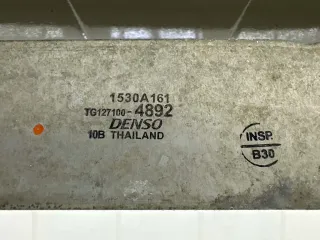 1530A161
TG127100-4892
DENSO
10B THAILAND
INSP.
B30